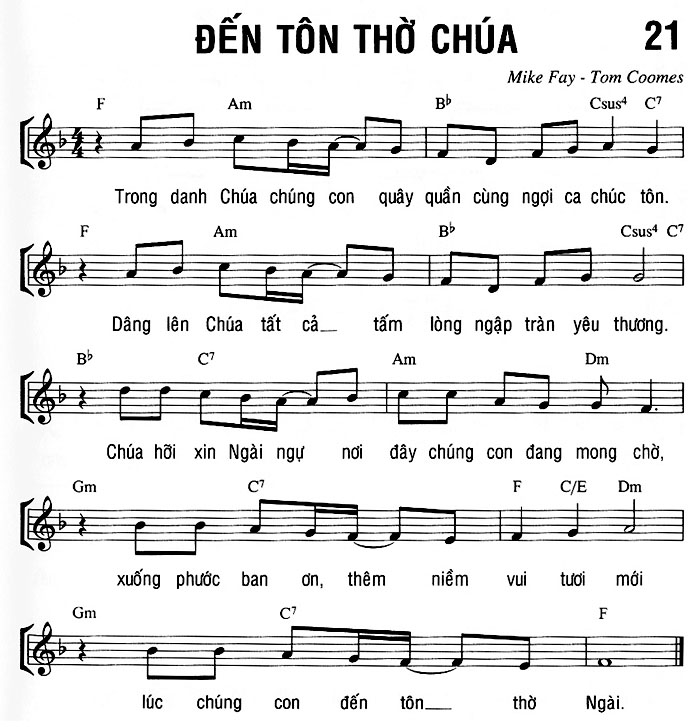 ĐẾN TÔN THỜ CHÚA 21
Mike Fay - Tom Coomes
F Am B♭ Csus4 C7
Trong danh Chúa chúng con quây quần cùng ngợi ca chúc tôn.
F Am B♭ Csus4 C7
Dâng lên Chúa tất cả__ tấm lòng ngập tràn yêu thương.
B♭ C7 Am Dm
Chúa hỡi xin Ngài ngự nơi đây chúng con đang mong chờ,
Gm C7 F C/E Dm
xuống phước ban ơn, thêm niềm vui tươi mới
Gm C7 F
lúc chúng con đến tôn__ thờ Ngài.